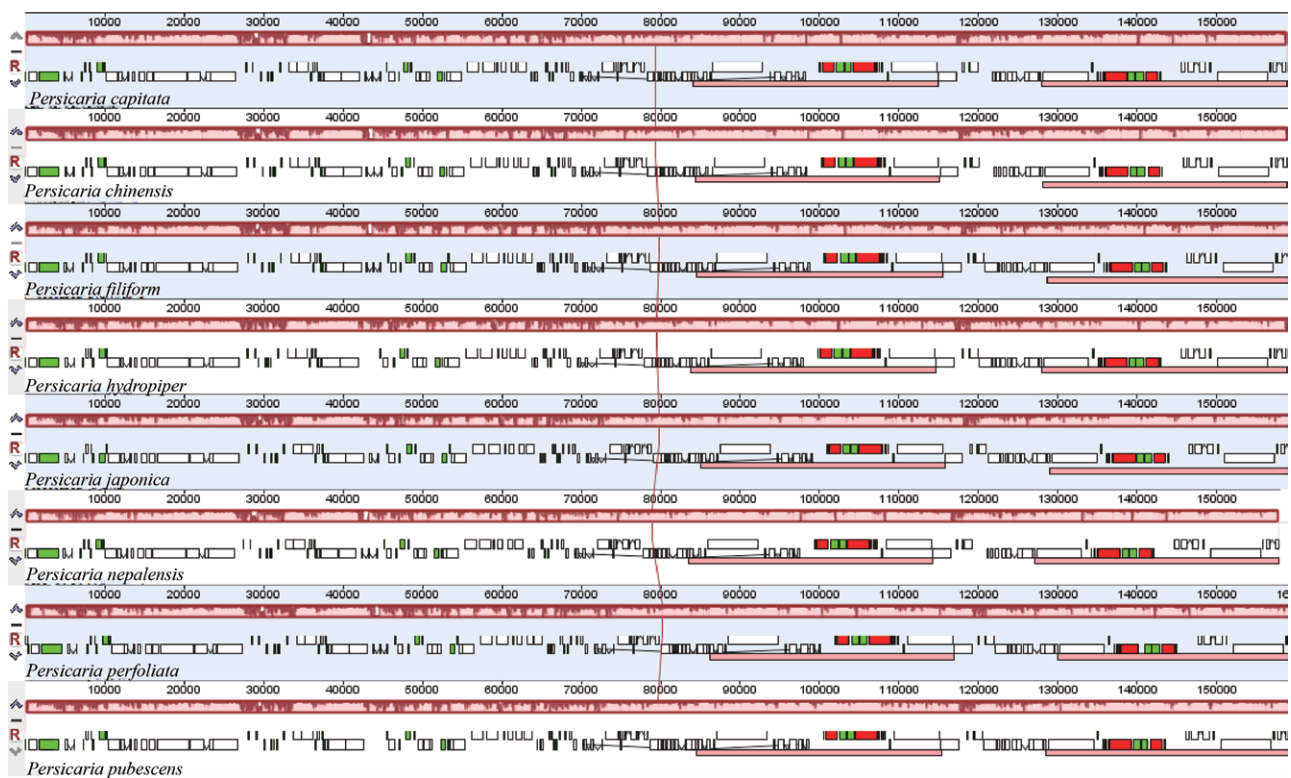 10000 20000 30000 40000 50000 60000 70000 80000 90000 100000 110000 120000 130000 140000 150000
R
Persicaria capitata
10000 20000 30000 40000 50000 60000 70000 80000 90000 100000 110000 120000 130000 140000 150000
R
Persicaria chinensis
10000 20000 30000 40000 50000 60000 70000 80000 90000 100000 110000 120000 130000 140000 150000
R
Persicaria filiform
10000 20000 30000 40000 50000 60000 70000 80000 90000 100000 110000 120000 130000 140000 150000
R
Persicaria hydropiper
10000 20000 30000 40000 50000 60000 70000 80000 90000 100000 110000 120000 130000 140000 150000
R
Persicaria japonica
10000 20000 30000 40000 50000 60000 70000 80000 90000 100000 110000 120000 130000 140000 150000
R
Persicaria nepalensis
10000 20000 30000 40000 50000 60000 70000 80000 90000 100000 110000 120000 130000 140000 150000
R
Persicaria perfoliata
10000 20000 30000 40000 50000 60000 70000 80000 90000 100000 110000 120000 130000 140000 150000
R
Persicaria pubescens